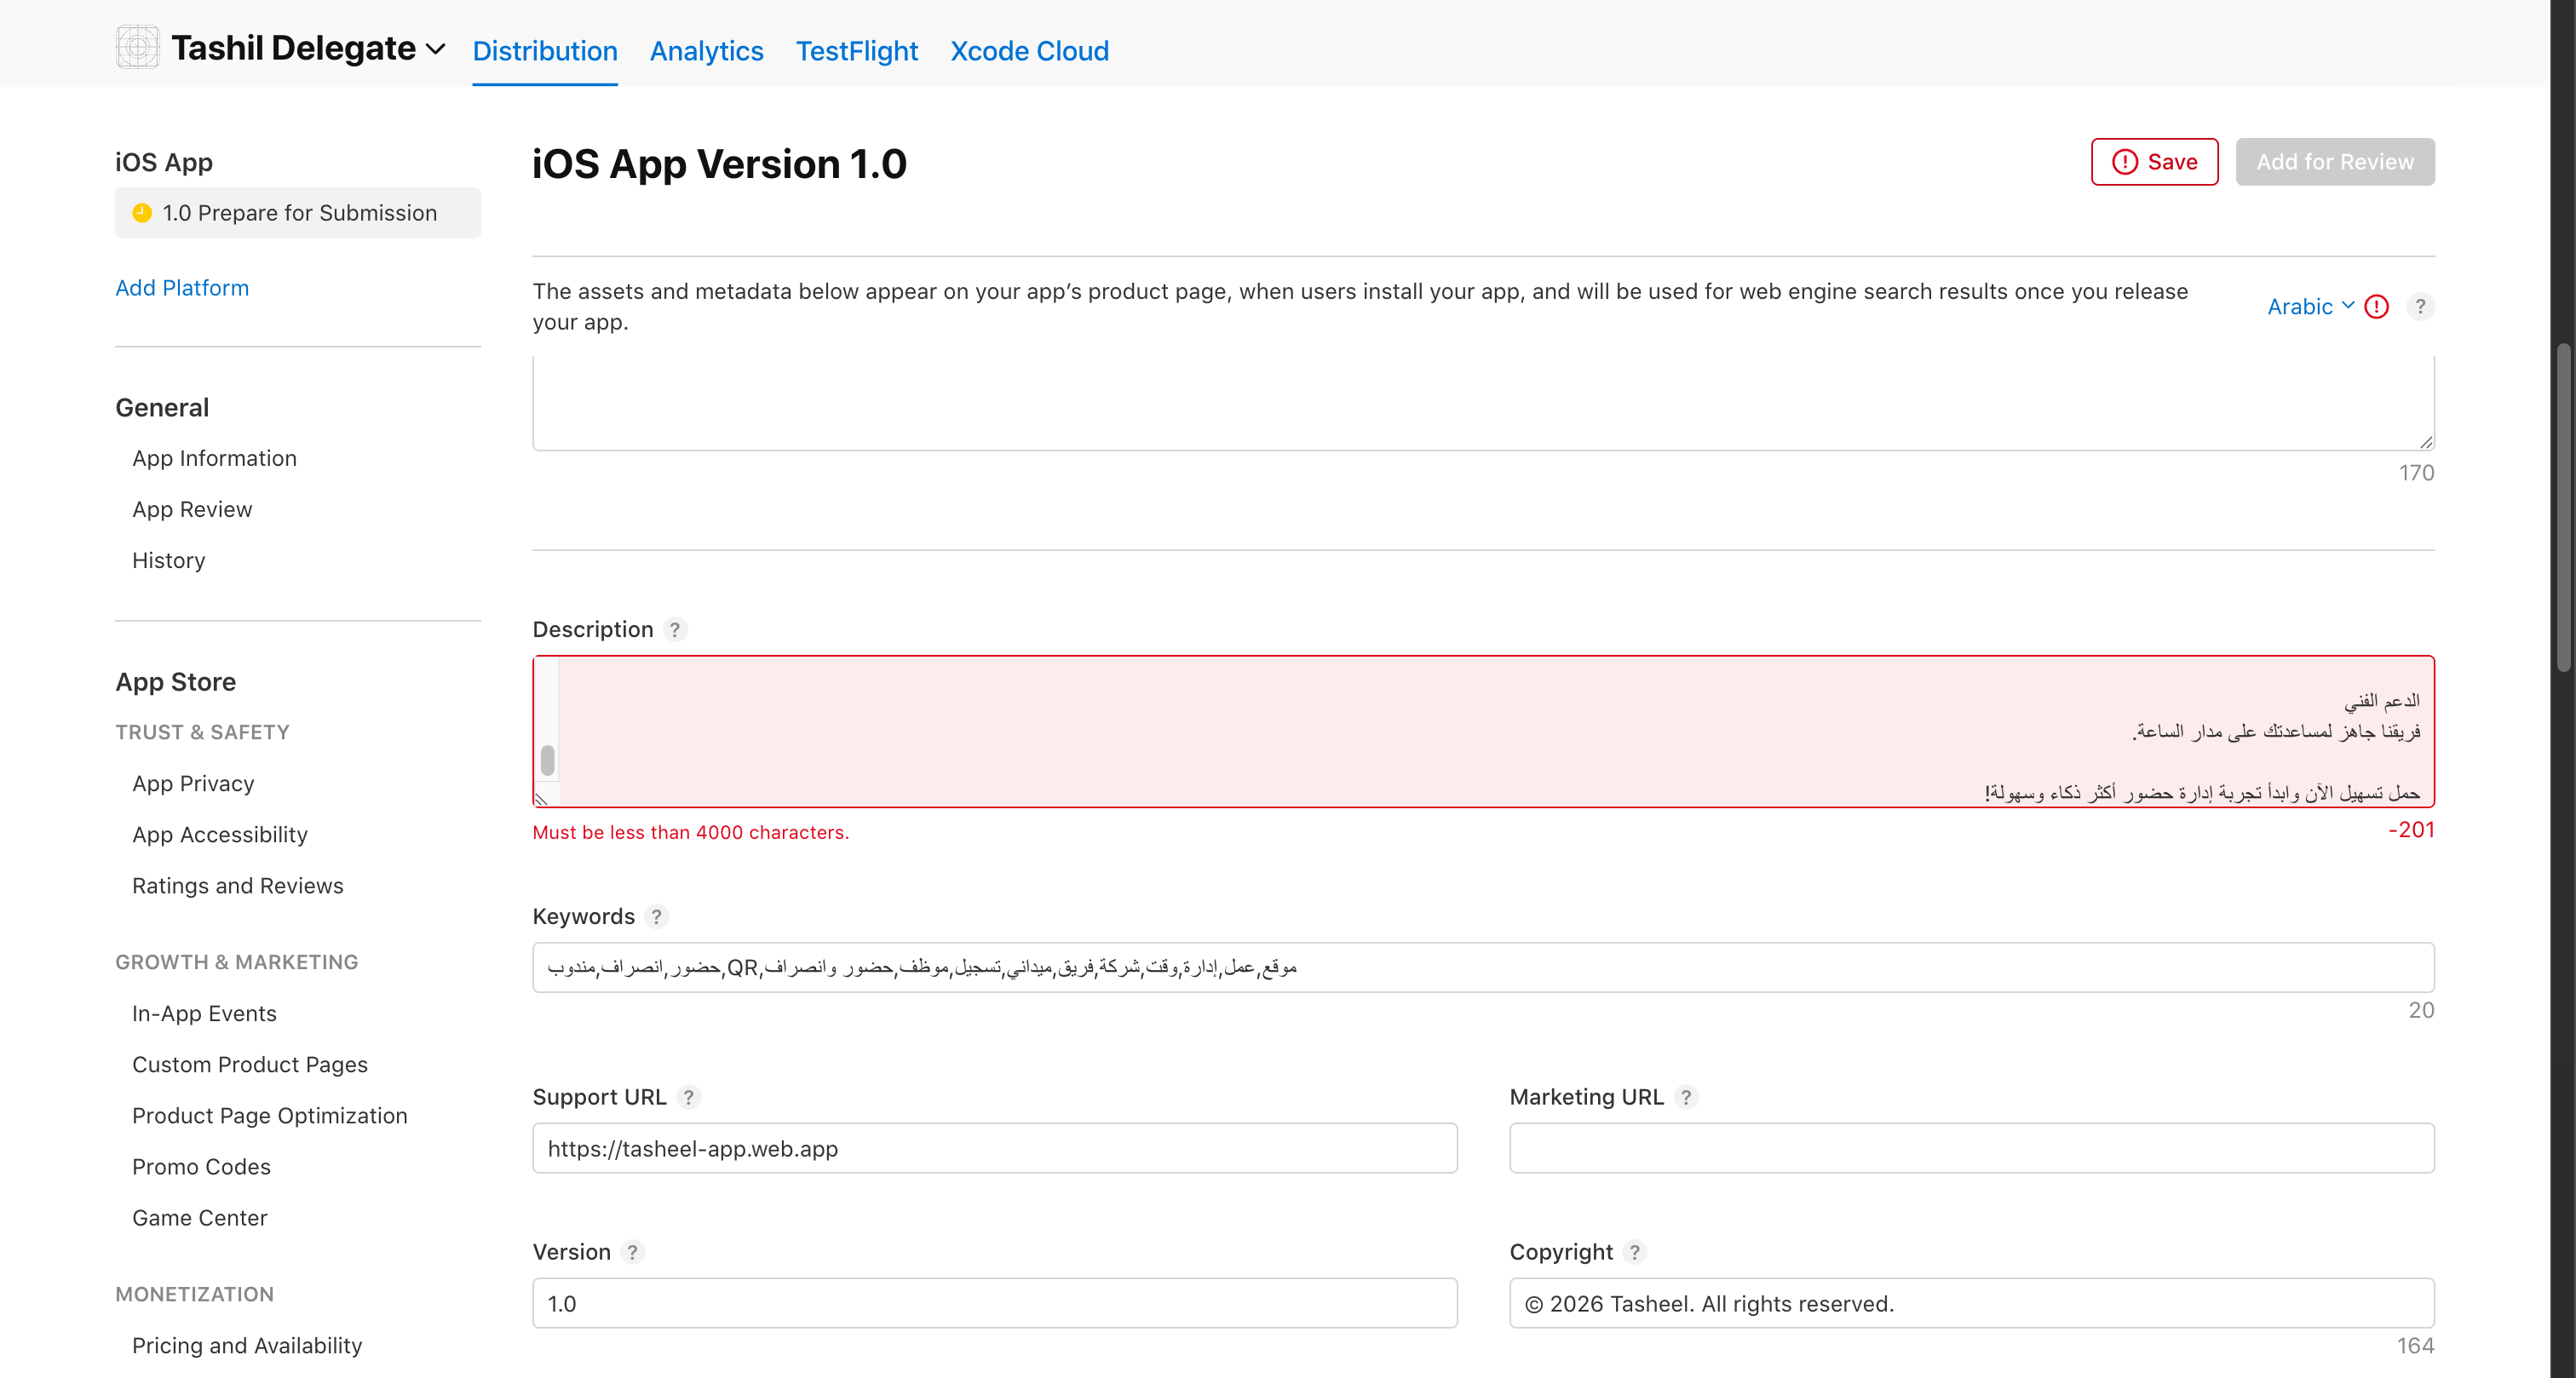 Tashil Delegate
Distribution
Analytics
TestFlight
Xcode Cloud
iOS App
1.0 Prepare for Submission
Add Platform
General
App Information
App Review
History
App Store
TRUST & SAFETY
App Privacy
App Accessibility
Ratings and Reviews
GROWTH & MARKETING
In-App Events
Custom Product Pages
Product Page Optimization
Promo Codes
Game Center
MONETIZATION
Pricing and Availability
iOS App Version 1.0
Save
Add for Review
The assets and metadata below appear on your app’s product page, when users install your app, and will be used for web engine search results once you release
your app.
Arabic
?
170
Description ?
الدعم الفني
فريقنا جاهز لمساعدتك على مدار الساعة.
حمل تسهيل الآن وابدأ تجربة إدارة حضور أكثر ذكاء وسهولة!
Must be less than 4000 characters.
-201
Keywords ?
حضور,انصراف,مندوب,QR,موقع,عمل,إدارة,وقت,شركة,فريق,ميداني,تسجيل,موظف,حضور وانصراف
20
Support URL ?
https://tasheel-app.web.app
Marketing URL ?
Version ?
1.0
Copyright ?
© 2026 Tasheel. All rights reserved.
164